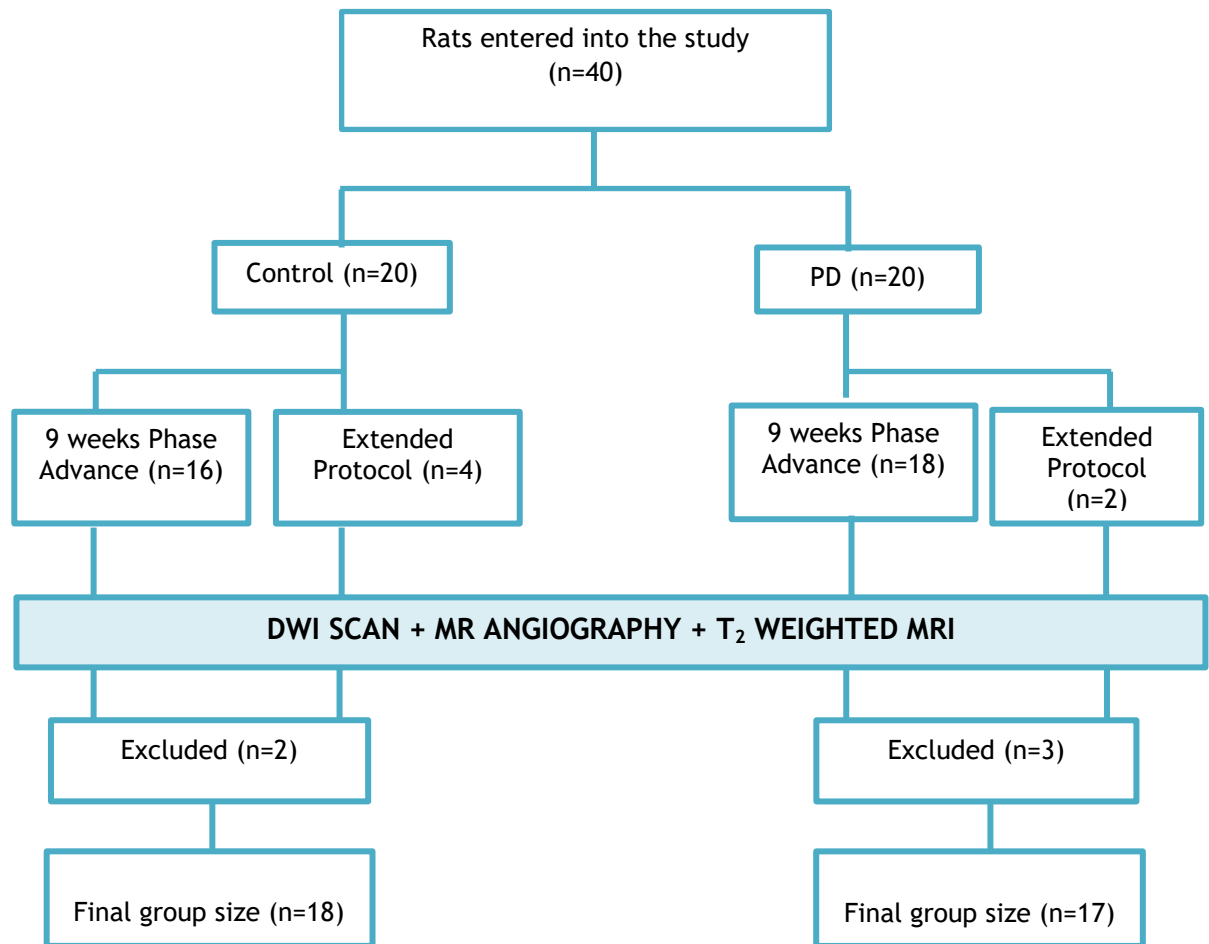 Rats entered into the study
(n=40)
Control (n=20)
PD (n=20)
9 weeks Phase
Advance (n=16)
Extended
Protocol (n=4)
9 weeks Phase
Advance (n=18)
Extended
Protocol
(n=2)
DWI SCAN + MR ANGIOGRAPHY + T₂ WEIGHTED MRI
Excluded (n=2)
Excluded (n=3)
Final group size (n=18)
Final group size (n=17)